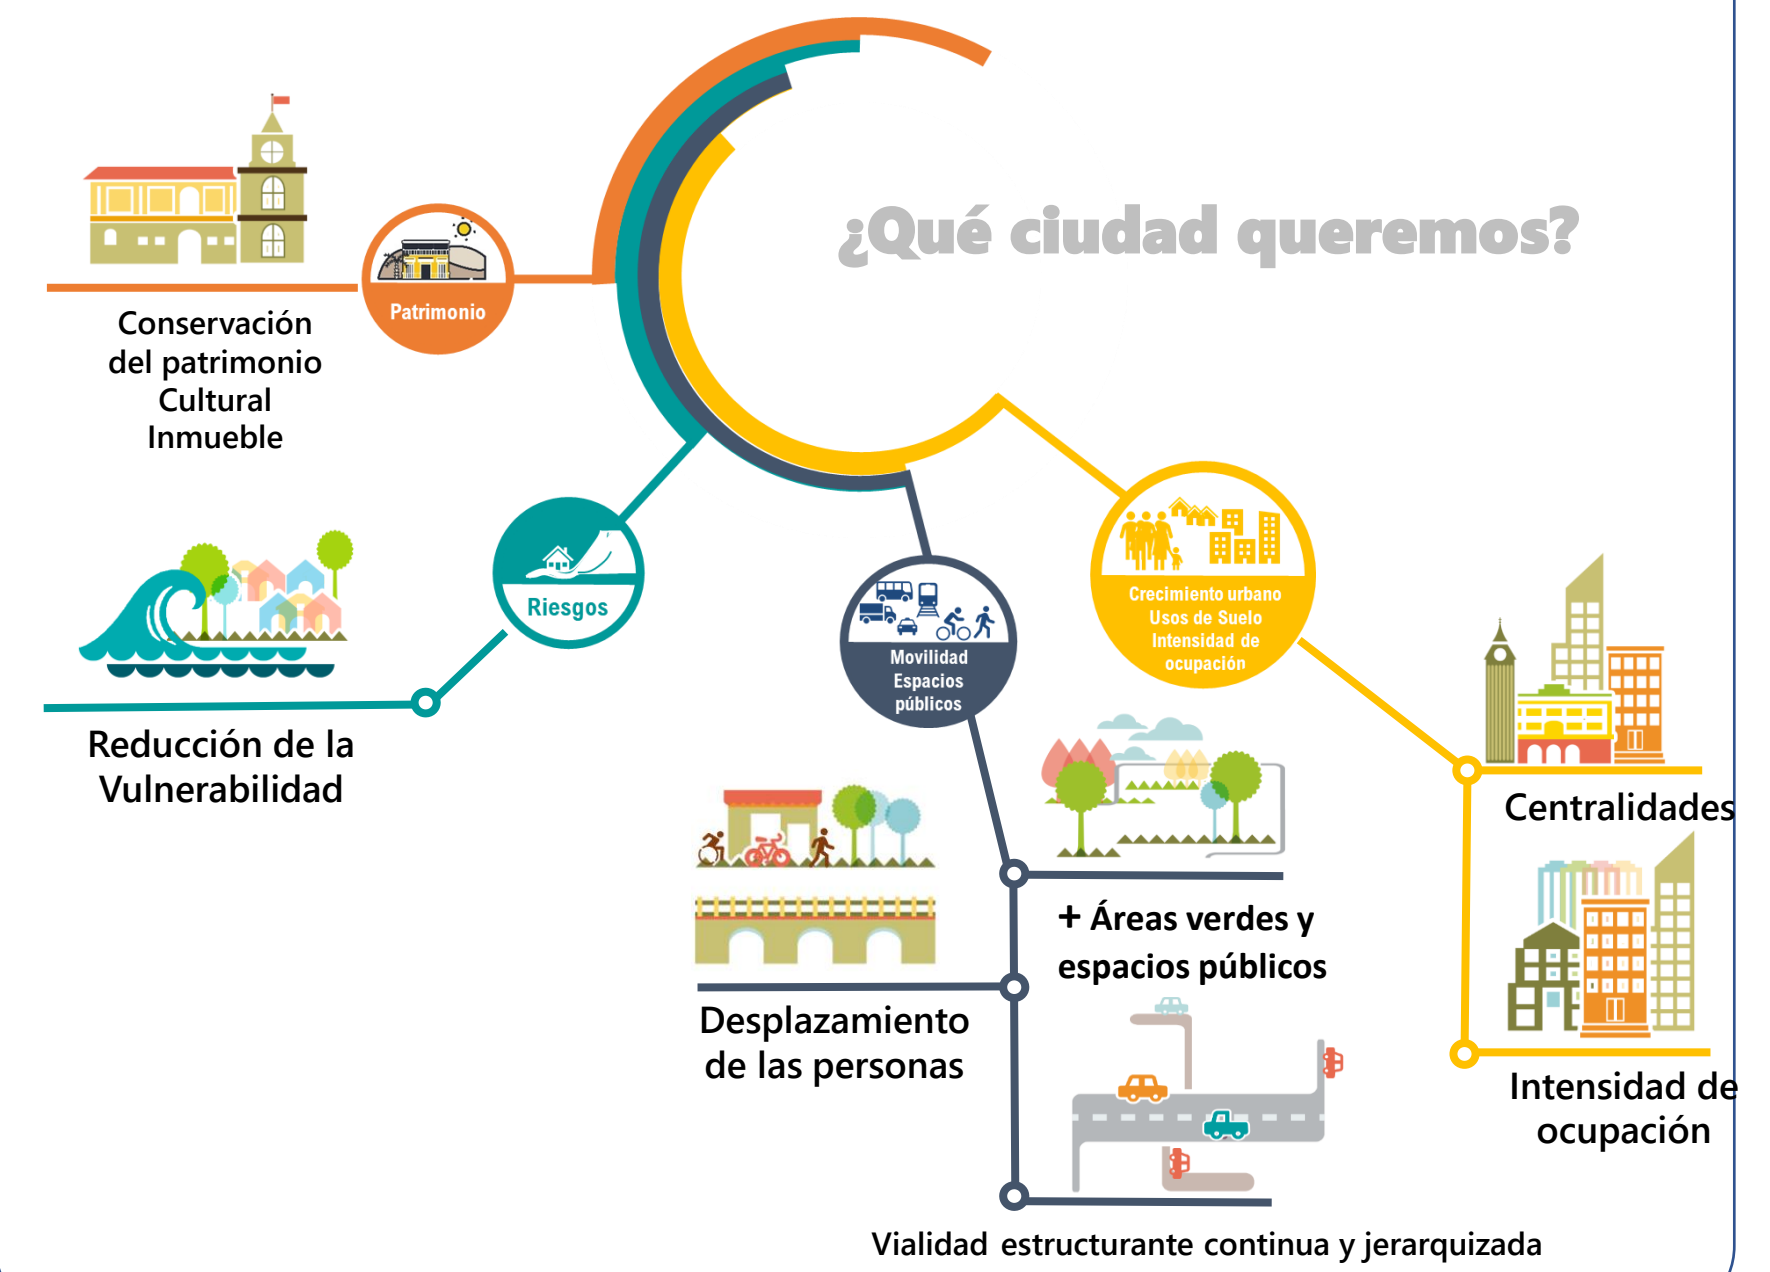 ¿Qué ciudad queremos?
Patrimonio
Conservación
del patrimonio
Cultural
Inmueble
Riesgos
Reducción de la
Vulnerabilidad
Movilidad
Espacios
públicos
+ Áreas verdes y
espacios públicos
Desplazamiento
de las personas
Vialidad estructurante continua y jerarquizada
Crecimiento urbano
Usos de Suelo
Intensidad de
ocupación
Centralidades
Intensidad de
ocupación